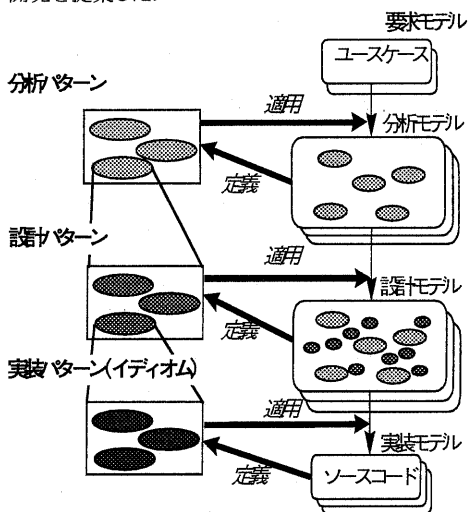 要求モデル
ユースケース
分析パターン
適用
分析モデル
定義
設計パターン
適用
設計モデル
定義
実装パターン(イディオム)
適用
実装モデル
定義
ソースコード